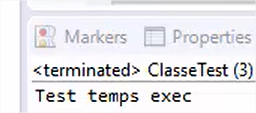 Markers Properties
<terminated> ClasseTest (3)
Test temps exec